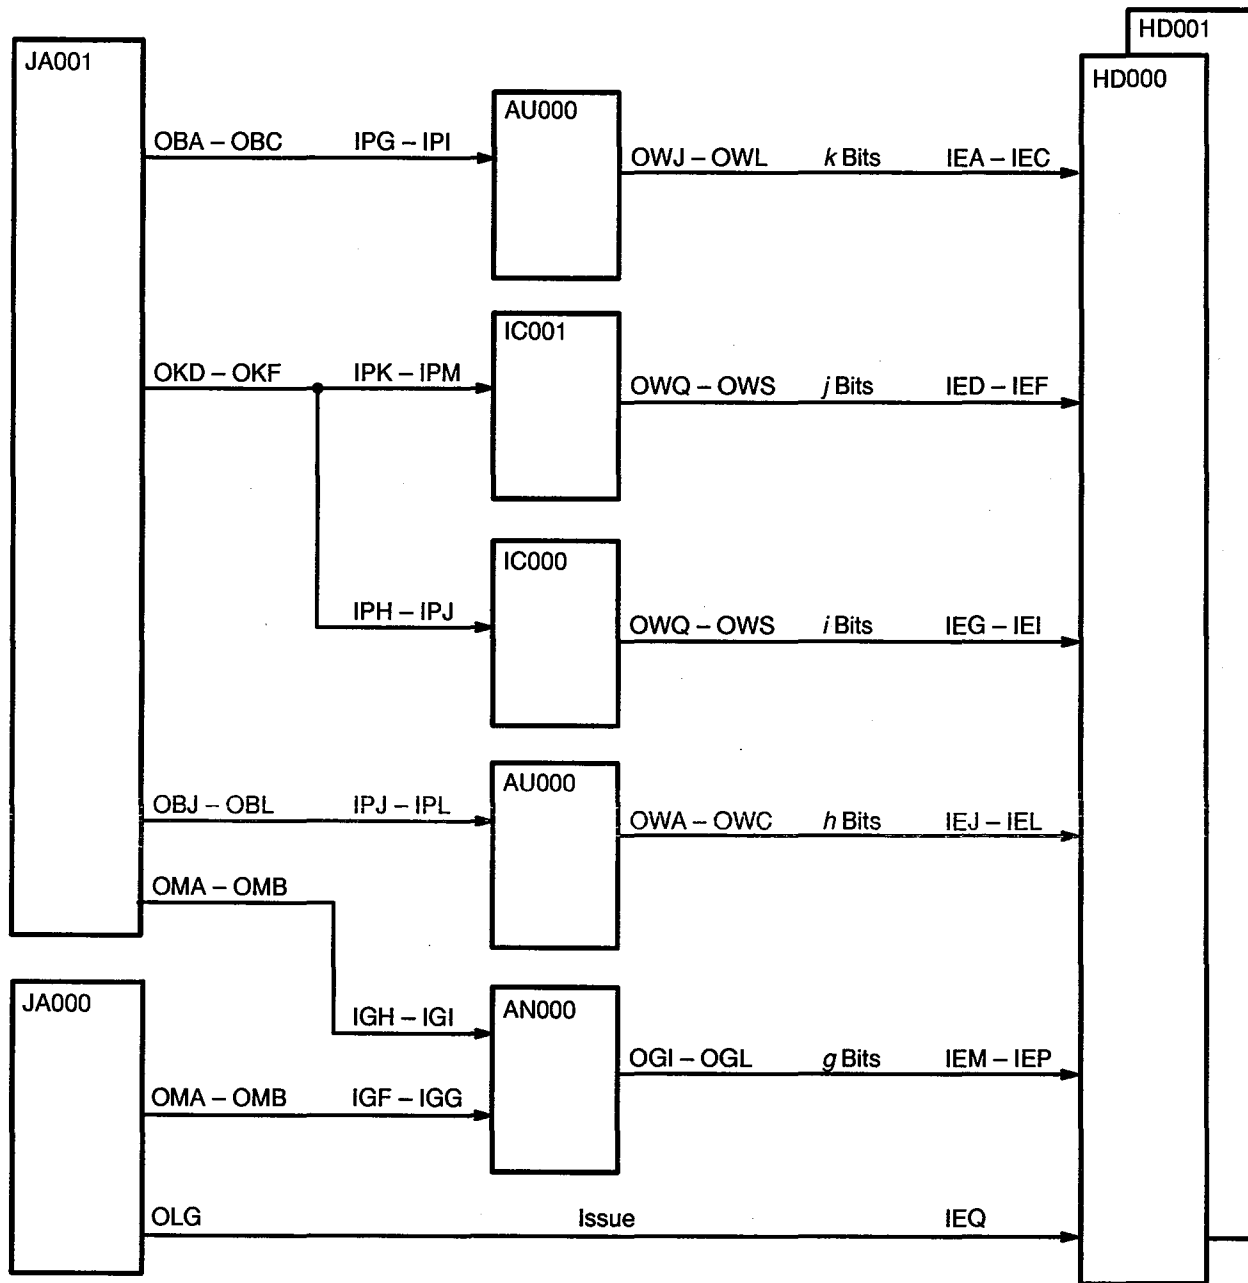 HD001
JA001
HD000
AU000
OBA – OBC IPG – IPI
OWJ – OWL k Bits IEA – IEC
IC001
OKD – OKF IPK – IPM
OWQ – OWS j Bits IED – IEF
IC000
IPH – IPJ
OWQ – OWS i Bits IEG – IEI
AU000
OBJ – OBL IPJ – IPL
OWA – OWC h Bits IEJ – IEL
OMA – OMB
JA000
AN000
IGH – IGI
OGI – OGL g Bits IEM – IEP
OMA – OMB IGF – IGG
OLG Issue IEQ